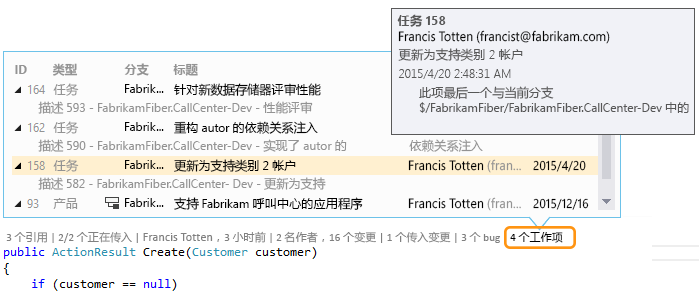 任务 158
Francis Totten (francist@fabrikam.com)
更新为支持类别 2 帐户
2015/4/20 2:48:31 AM
此项最后一个与当前分支
$/FabrikamFiber/FabrikamFiber.CallCenter-Dev 中的
ID 类型 分支 标题
164 任务 Fabrik... 针对新数据存储器评审性能
描述 593 - FabrikamFiber.CallCenter-Dev - 性能评审
162 任务 Fabrik... 重构 autor 的依赖关系注入
描述 590 - FabrikamFiber.CallCenter-Dev - 实现了 autor 的 依赖关系注入
158 任务 Fabrik... 更新为支持类别 2 帐户 Francis Totten (fran... 2015/4/20
描述 582 - FabrikamFiber.CallCenter- Dev - 更新为支持
93 产品 Fabrik... 支持 Fabrikam 呼叫中心的应用程序 Francis Totten (fran... 2015/12/16
3 个引用 | 2/2 个正在传入 | Francis Totten，3 小时前 | 2 名作者，16 个变更 | 1 个传入变更 | 3 个 bug 4 个工作项
public ActionResult Create(Customer customer)
{
if (customer == null)